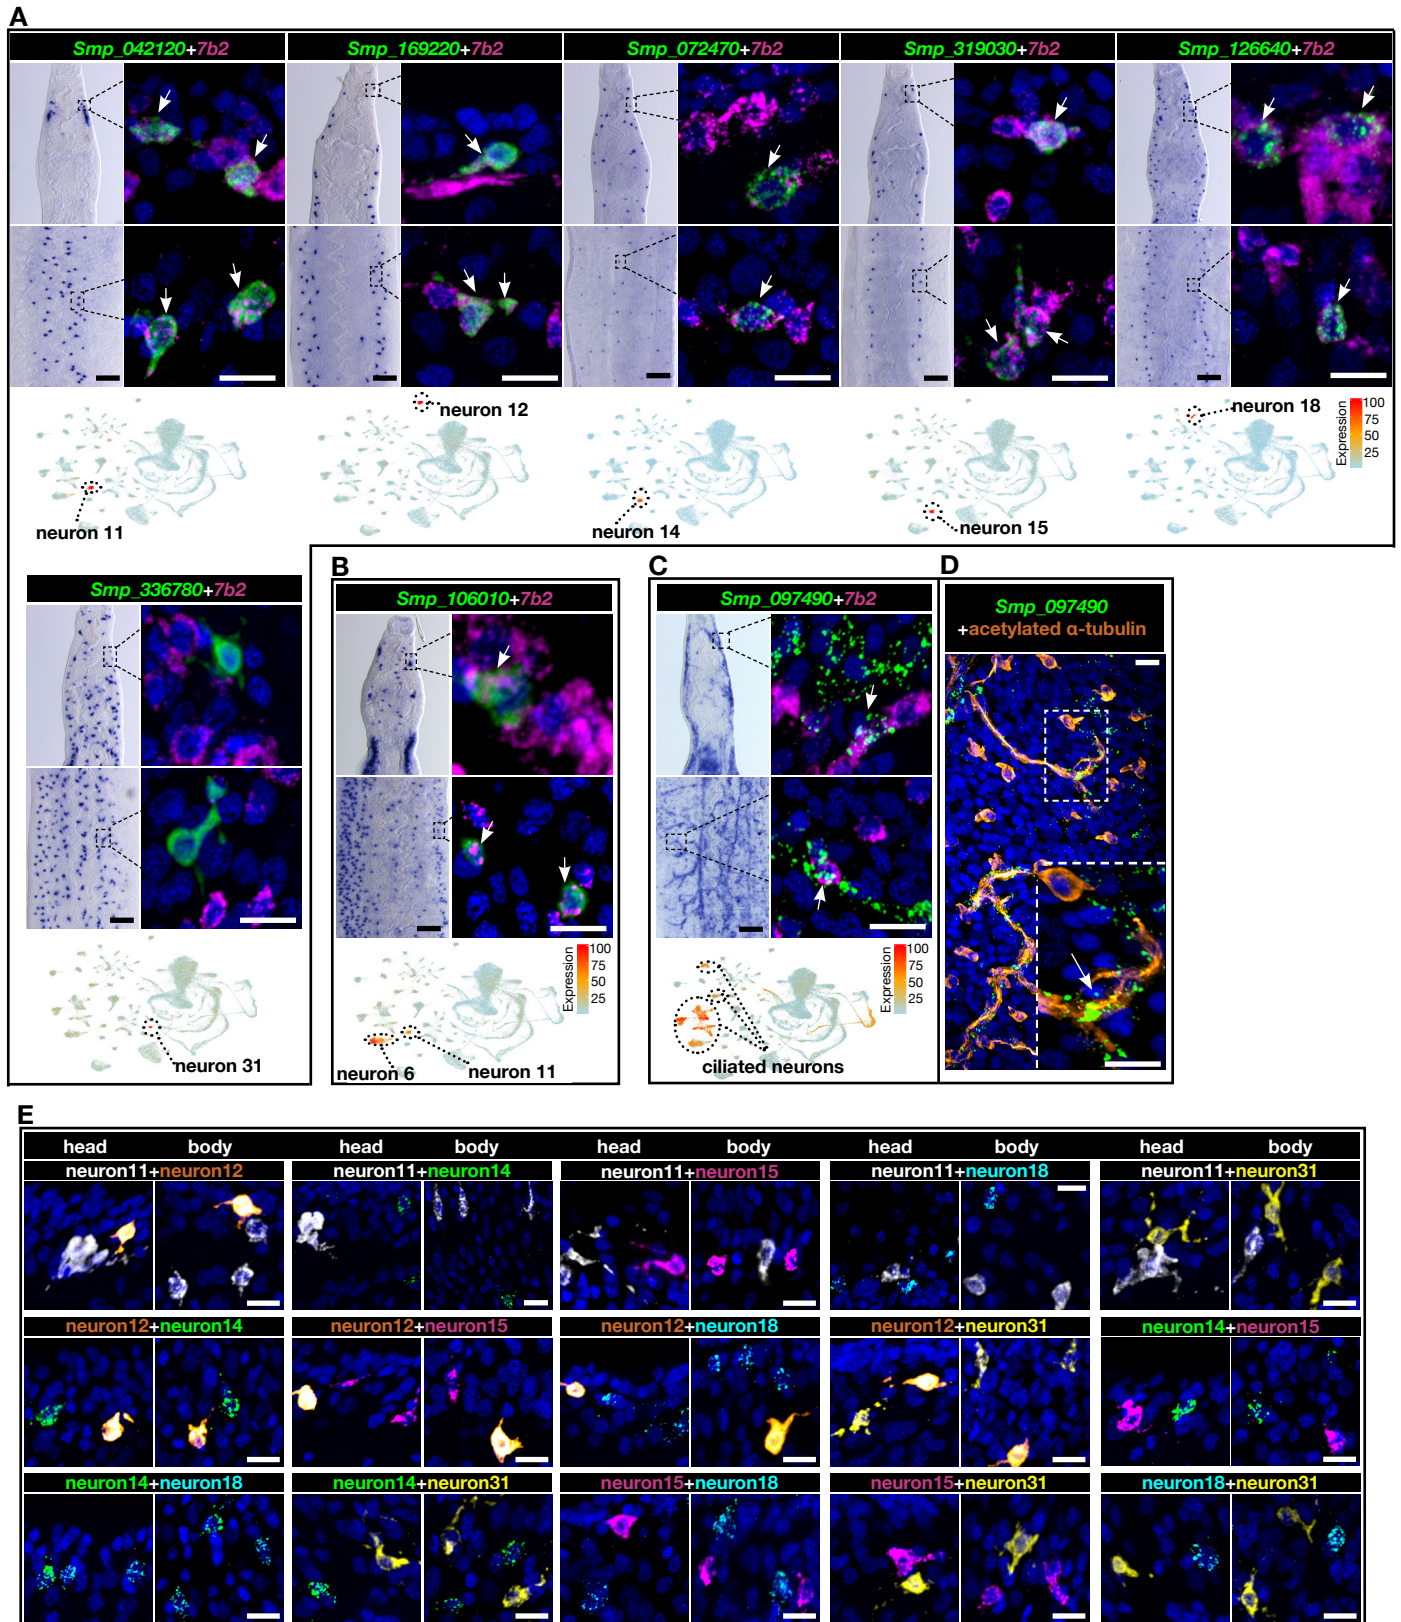 A
Smp_042120+7b2
Smp_169220+7b2
Smp_072470+7b2
Smp_319030+7b2
Smp_126640+7b2
neuron 11
neuron 12
neuron 14
neuron 15
neuron 18
Expression
100
75
50
25
Smp_336780+7b2
neuron 31
B
Smp_106010+7b2
Expression
100
75
50
25
neuron 6
neuron 11
C
Smp_097490+7b2
Expression
100
75
50
25
ciliated neurons
D
Smp_097490
+acetylated α-tubulin
E
head body head body head body head body head body
neuron11+neuron12
neuron11+neuron14
neuron11+neuron15
neuron11+neuron18
neuron11+neuron31
neuron12+neuron14
neuron12+neuron15
neuron12+neuron18
neuron12+neuron31
neuron14+neuron15
neuron14+neuron18
neuron14+neuron31
neuron15+neuron18
neuron15+neuron31
neuron18+neuron31